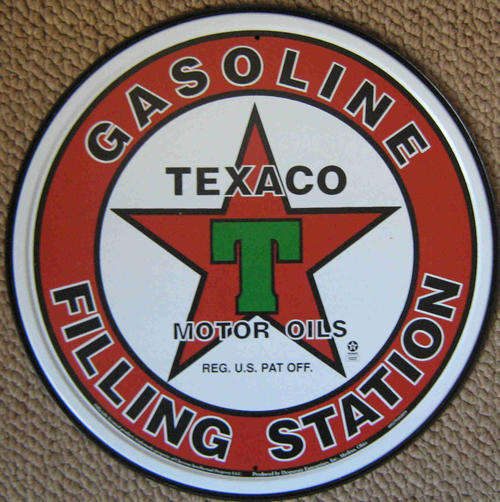 GASOLINE
TEXACO
T
MOTOR OILS
REG. U.S. PAT OFF.
FILLING STATION